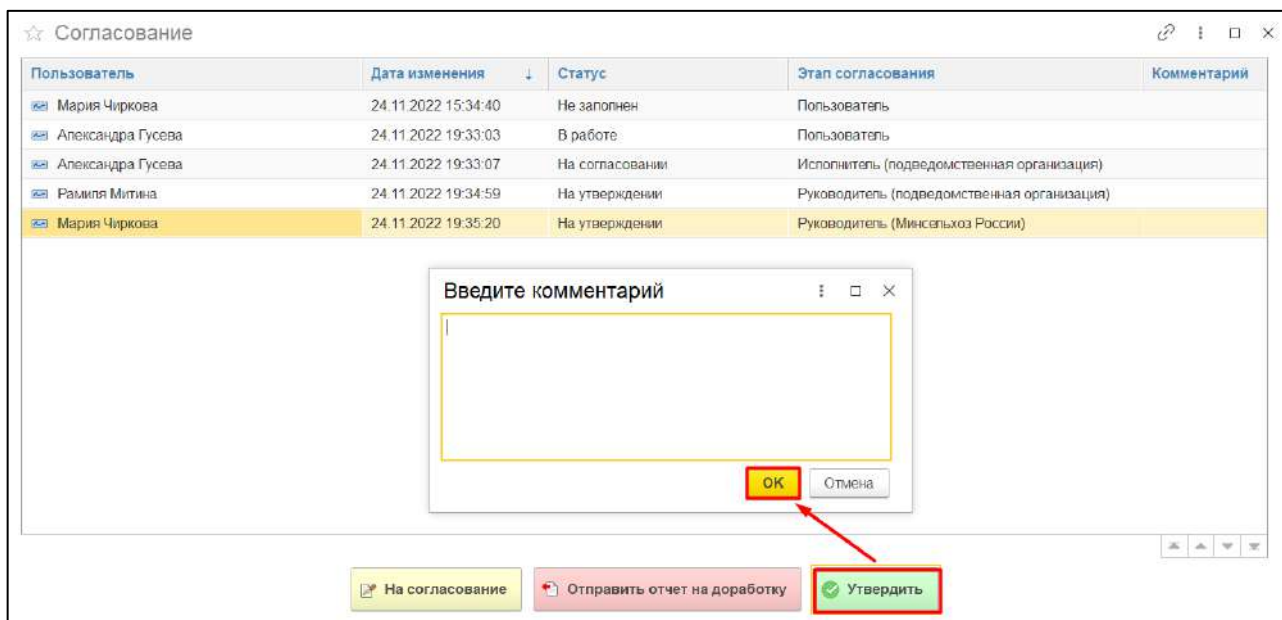 Согласование
Пользователь Дата изменения ↓ Статус Этап согласования Комментарий
Мария Чиркова 24.11.2022 15:34:40 Не заполнен Пользователь
Александра Гусева 24.11.2022 19:33:03 В работе Пользователь
Александра Гусева 24.11.2022 19:33:07 На согласовании Исполнитель (подведомственная организация)
Рамиля Митина 24.11.2022 19:34:59 На утверждении Руководитель (подведомственная организация)
Мария Чиркова 24.11.2022 19:35:20 На утверждении Руководитель (Минсельхоз России)
Введите комментарий
ОК Отмена
На согласование Отправить отчет на доработку Утвердить